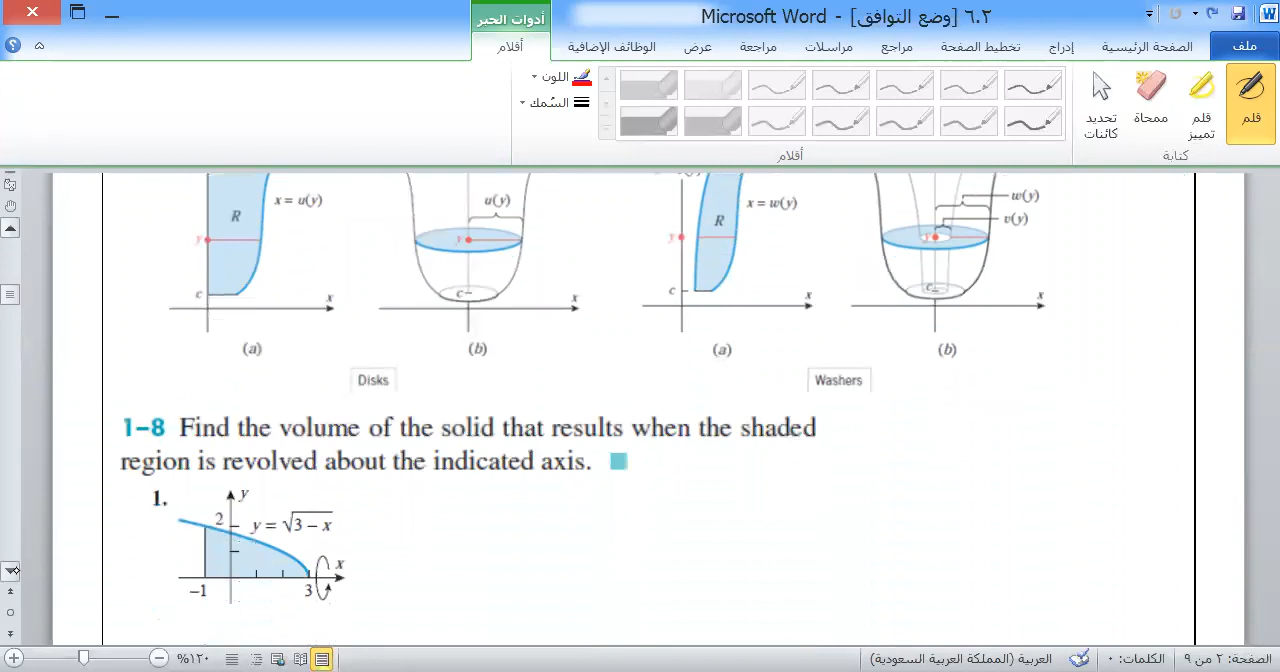 ٦.٢ [وضع التوافق] - Microsoft Word
أدوات الحبر
ملف
الصفحة الرئيسية
إدراج
تخطيط الصفحة
مراجع
مراسلات
مراجعة
عرض
الوظائف الإضافية
أقلام
قلم
قلم تمييز
ممحاة
تحديد كائنات
كتابة
أقلام
اللون
السُمك
R
x = u(y)
y
c
x
(a)
u(y)
y
c
x
(b)
R
x = w(y)
y
c
x
(a)
w(y)
v(y)
y
c
x
(b)
Disks
Washers
1–8 Find the volume of the solid that results when the shaded
region is revolved about the indicated axis.
1.
y
2
y = √3 – x
x
–1
3
الصفحة: ٢ من ٩
الكلمات: ٠
العربية (المملكة العربية السعودية)
%١٢٠